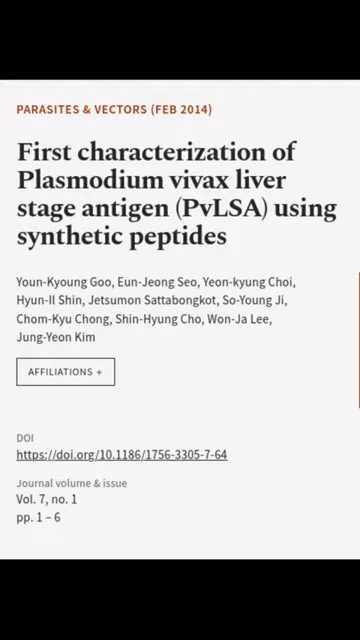 PARASITES & VECTORS (FEB 2014)
First characterization of
Plasmodium vivax liver
stage antigen (PvLSA) using
synthetic peptides
Youn-Kyoung Goo, Eun-Jeong Seo, Yeon-kyung Choi,
Hyun-Il Shin, Jetsumon Sattabongkot, So-Young Ji,
Chom-Kyu Chong, Shin-Hyung Cho, Won-Ja Lee,
Jung-Yeon Kim
AFFILIATIONS +
DOI
https://doi.org/10.1186/1756-3305-7-64
Journal volume & issue
Vol. 7, no. 1
pp. 1 – 6